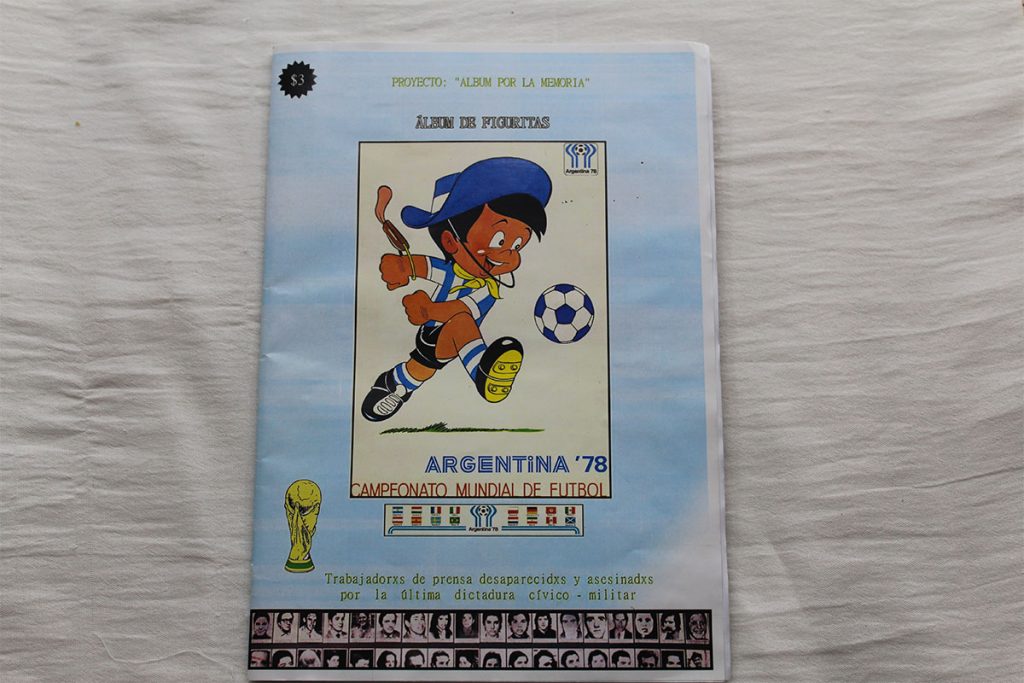 $3
PROYECTO: "ALBUM POR LA MEMORIA"
ÁLBUM DE FIGURITAS
Argentina '78
ARGENTINA '78
CAMPEONATO MUNDIAL DE FUTBOL
Argentina '78
Trabajadorxs de prensa desaparecidxs y asesinadxs
por la última dictadura cívico - militar